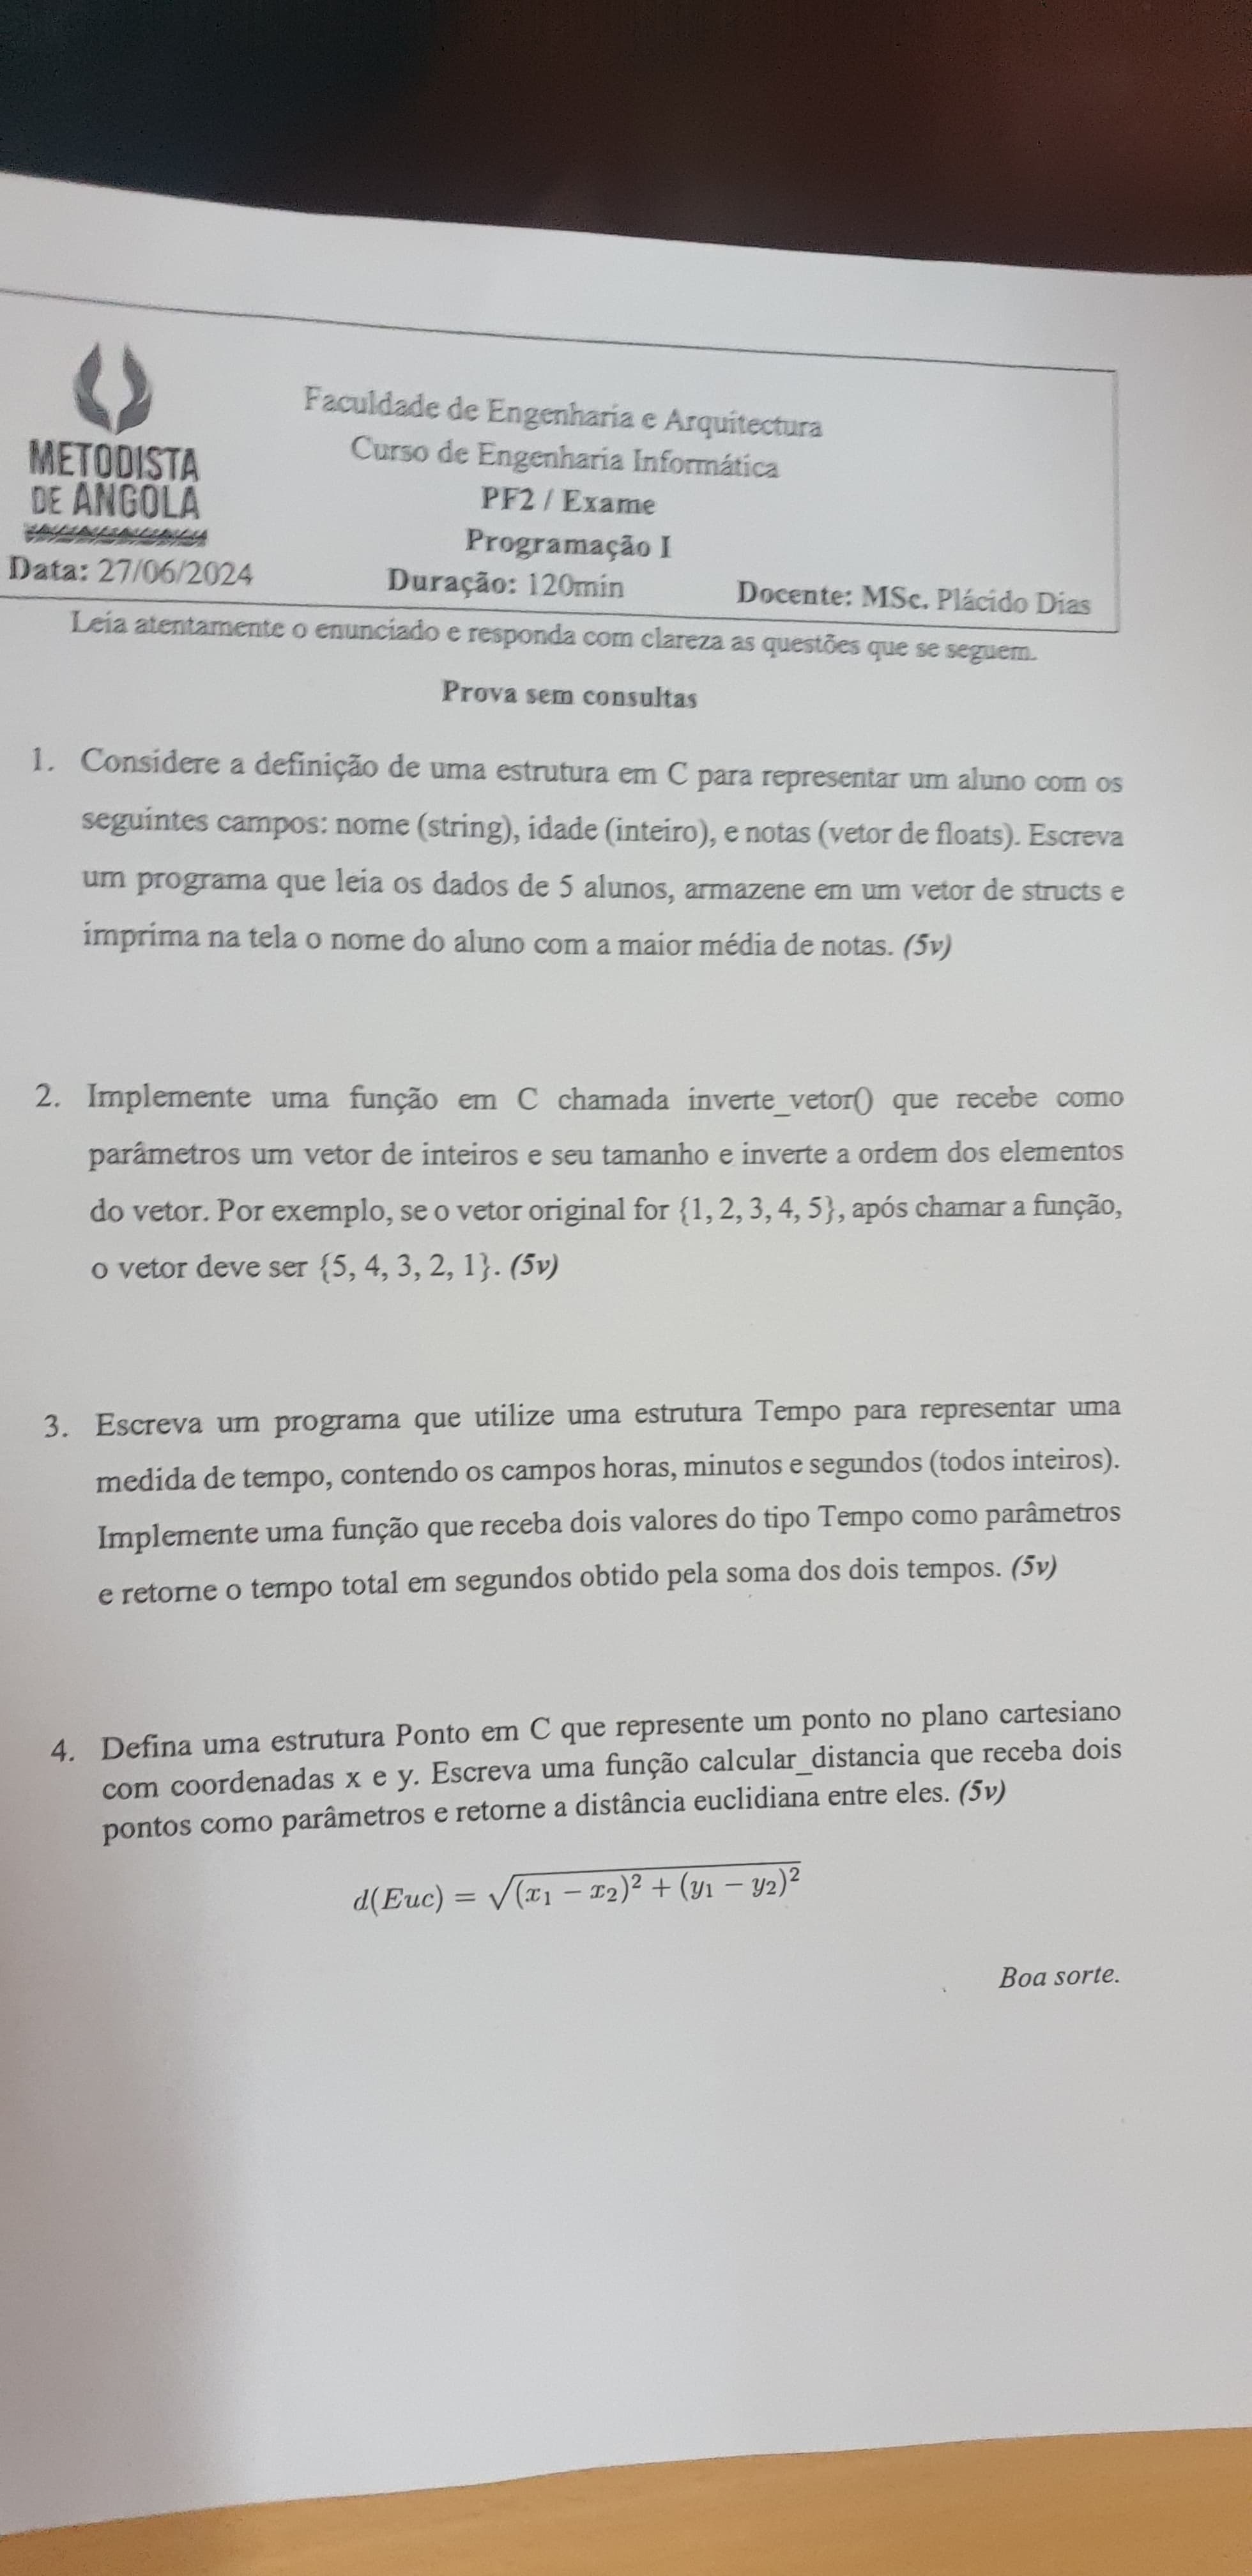 METODISTA
DE ANGOLA
Faculdade de Engenharia e Arquitectura
Curso de Engenharia Informática
PF2 / Exame
Programação I
Data: 27/06/2024 Duração: 120min Docente: MSc. Plácido Dias
Leia atentamente o enunciado e responda com clareza as questões que se seguem.
Prova sem consultas
1. Considere a definição de uma estrutura em C para representar um aluno com os
seguintes campos: nome (string), idade (inteiro), e notas (vetor de floats). Escreva
um programa que leia os dados de 5 alunos, armazene em um vetor de structs e
imprima na tela o nome do aluno com a maior média de notas. (5v)
2. Implemente uma função em C chamada inverte_vetor() que recebe como
parâmetros um vetor de inteiros e seu tamanho e inverte a ordem dos elementos
do vetor. Por exemplo, se o vetor original for {1, 2, 3, 4, 5}, após chamar a função,
o vetor deve ser {5, 4, 3, 2, 1}. (5v)
3. Escreva um programa que utilize uma estrutura Tempo para representar uma
medida de tempo, contendo os campos horas, minutos e segundos (todos inteiros).
Implemente uma função que receba dois valores do tipo Tempo como parâmetros
e retorne o tempo total em segundos obtido pela soma dos dois tempos. (5v)
4. Defina uma estrutura Ponto em C que represente um ponto no plano cartesiano
com coordenadas x e y. Escreva uma função calcular_distancia que receba dois
pontos como parâmetros e retorne a distância euclidiana entre eles. (5v)
d(Euc) = √(x₁ − x₂)² + (y₁ − y₂)²
Boa sorte.